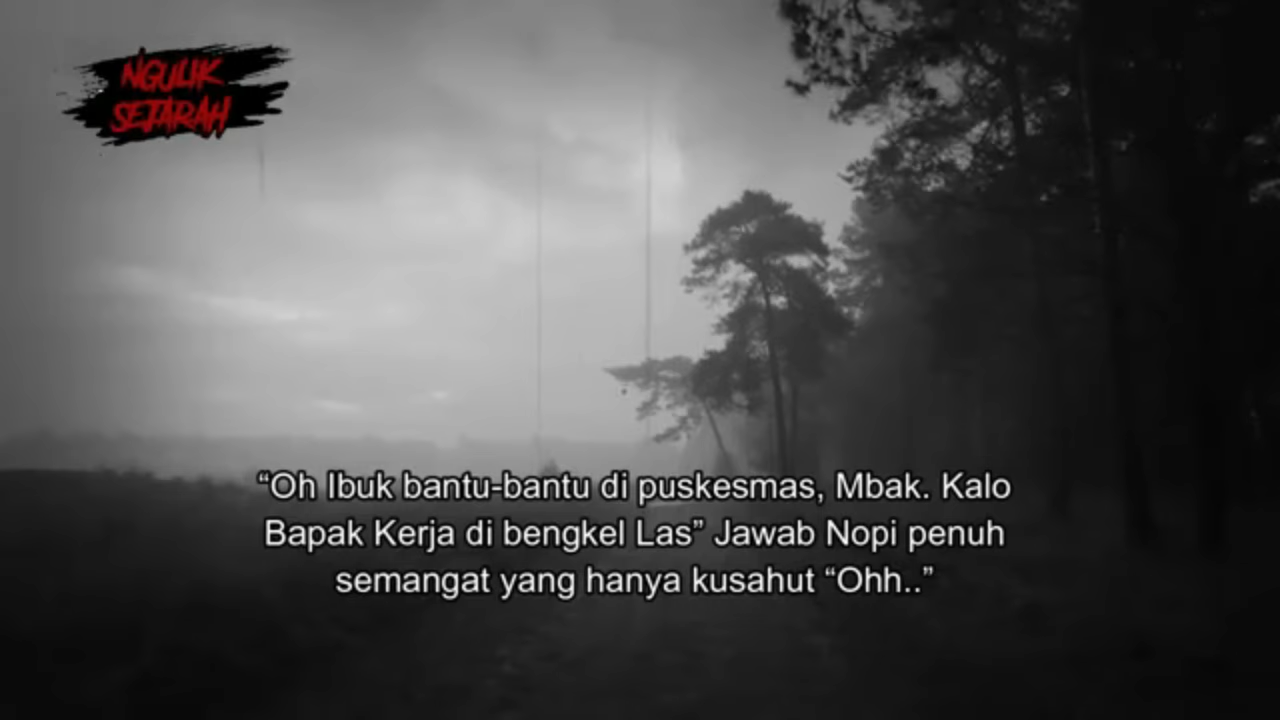 NGULIK
SEJARAH
“Oh Ibuk bantu-bantu di puskesmas, Mbak. Kalo
Bapak Kerja di bengkel Las” Jawab Nopi penuh
semangat yang hanya kusahut “Ohh..”